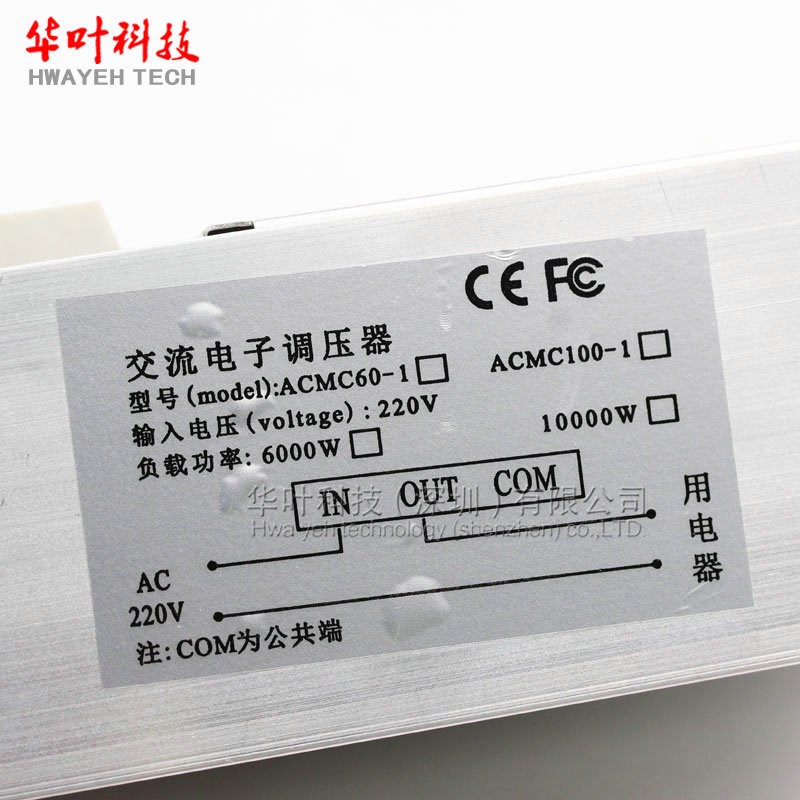 华叶科技
HWAYEH TECH
CE FC
交流电子调压器
型号(model):ACMC60-1□ ACMC100-1□
输入电压(voltage):220V
负载功率:6000W□ 10000W□
IN OUT COM
华叶科技(深圳)有限公司
Hwa yeh technology (shenzhen) co.,LTD.
用电器
AC
220V
注:COM为公共端